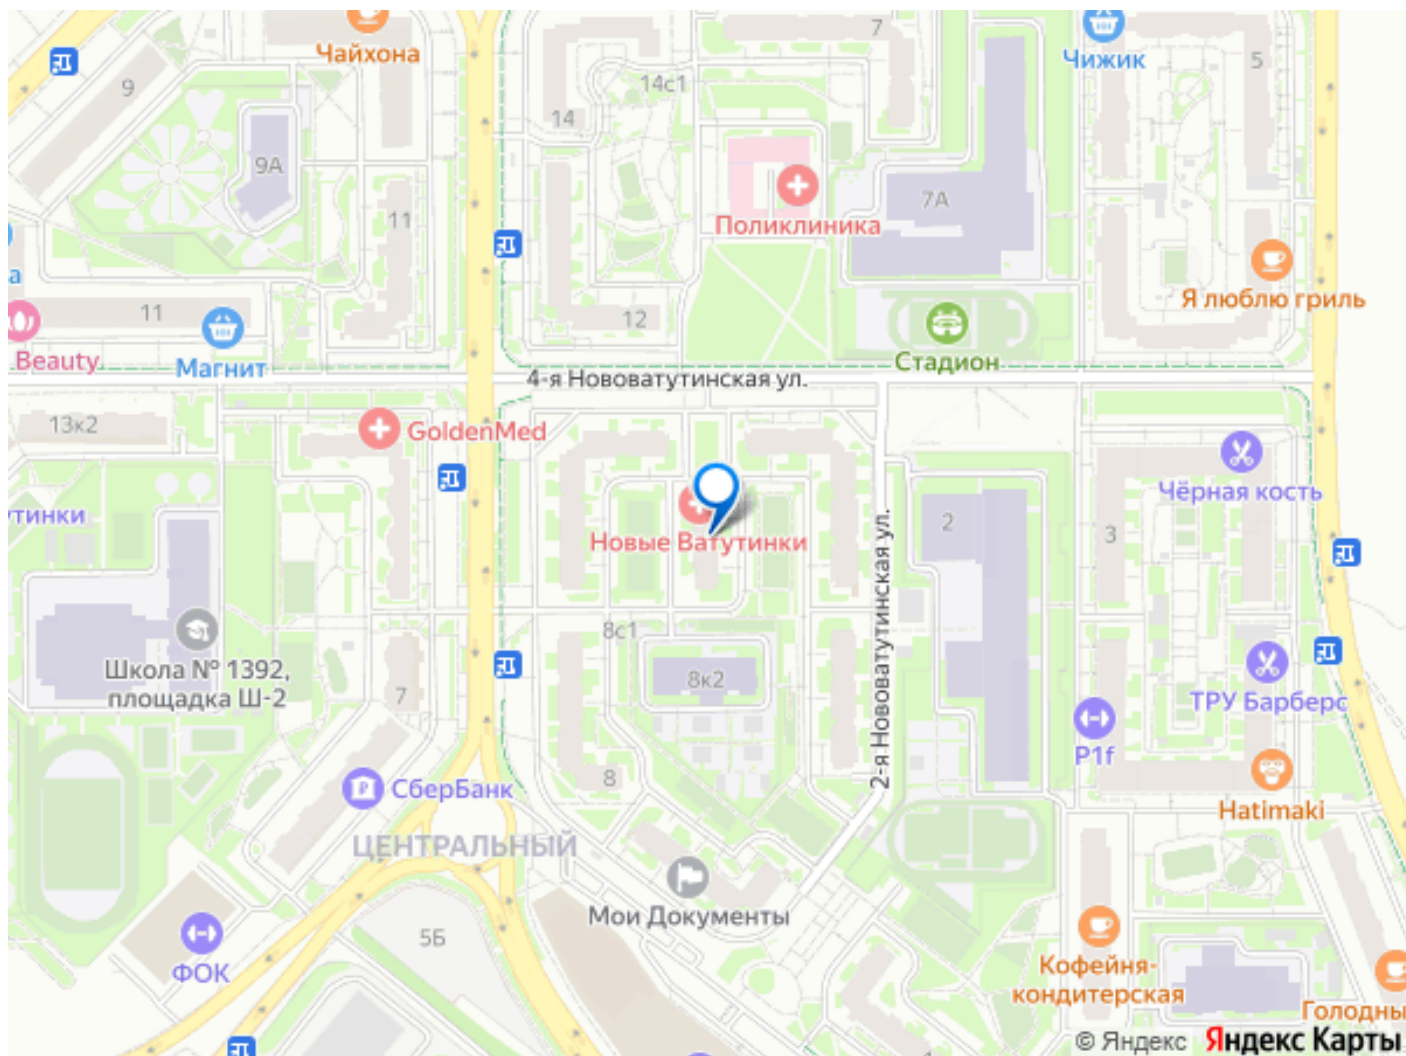 Чайхона
7
Чижик
5
9
14с1
14
9А
Поликлиника
7А
11
а
Я люблю гриль
11
12
Beauty
Магнит
Стадион
4-я Нововатутинская ул.
13к2
GoldenMed
Чёрная кость
тинки
2
3
Новые Ватутинки
2-я Нововатутинская ул.
8с1
Школа № 1392,
площадка Ш-2
7
8к2
ТРУ Барберс
P1f
8
СберБанк
Hatimaki
ЦЕНТРАЛЬНЫЙ
Мои Документы
5Б
ФОК
Кофейня-
кондитерская
Голодны
1
© Яндекс Яндекс Карты